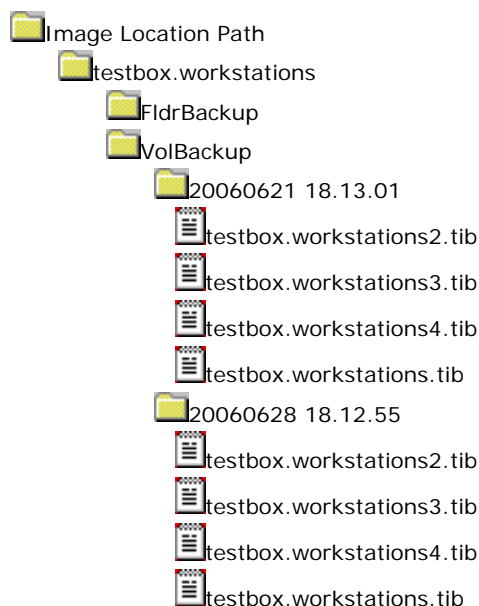 Image Location Path
testbox.workstations
FldrBackup
VolBackup
20060621 18.13.01
testbox.workstations2.tib
testbox.workstations3.tib
testbox.workstations4.tib
testbox.workstations.tib
20060628 18.12.55
testbox.workstations2.tib
testbox.workstations3.tib
testbox.workstations4.tib
testbox.workstations.tib